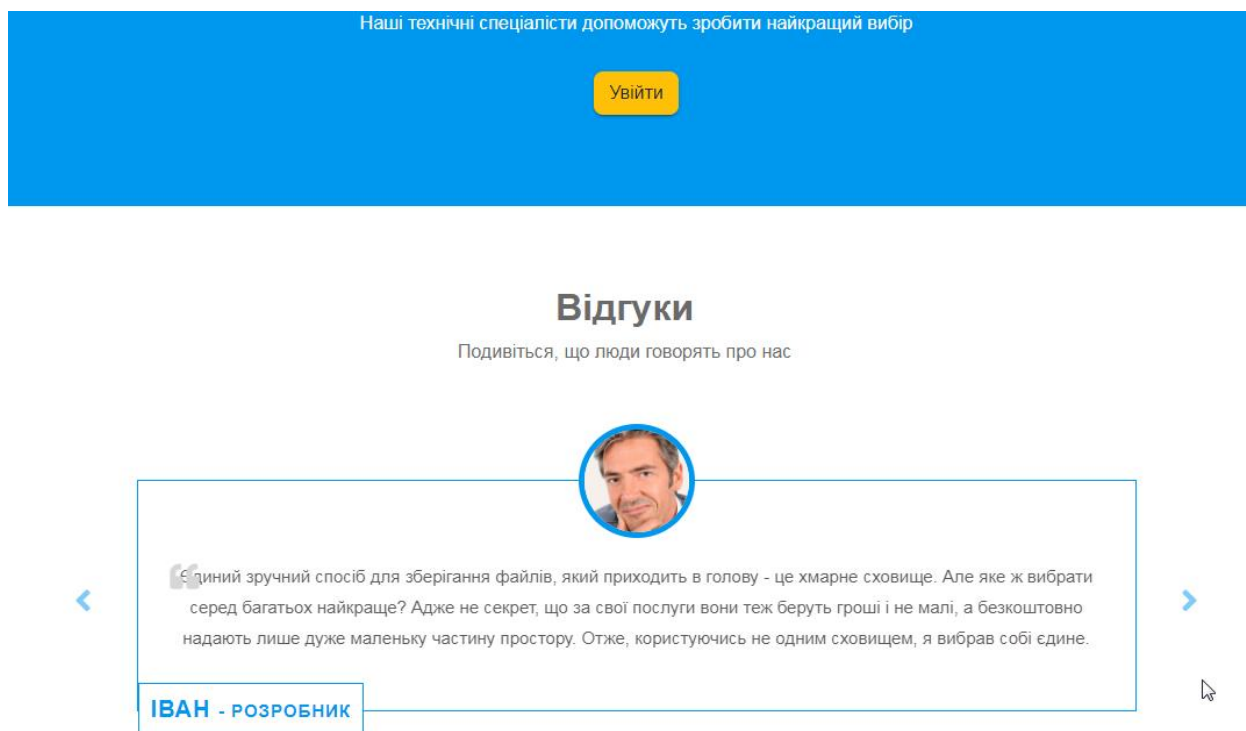 Наші технічні спеціалісти допоможуть зробити найкращий вибір
Увійти
Відгуки
Подивіться, що люди говорять про нас
Єдиний зручний спосіб для зберігання файлів, який приходить в голову - це хмарне сховище. Але яке ж вибрати
серед багатьох найкраще? Адже не секрет, що за свої послуги вони теж беруть гроші і не малі, а безкоштовно
надають лише дуже маленьку частину простору. Отже, користуючись не одним сховищем, я вибрав собі єдине.
ІВАН - РОЗРОБНИК